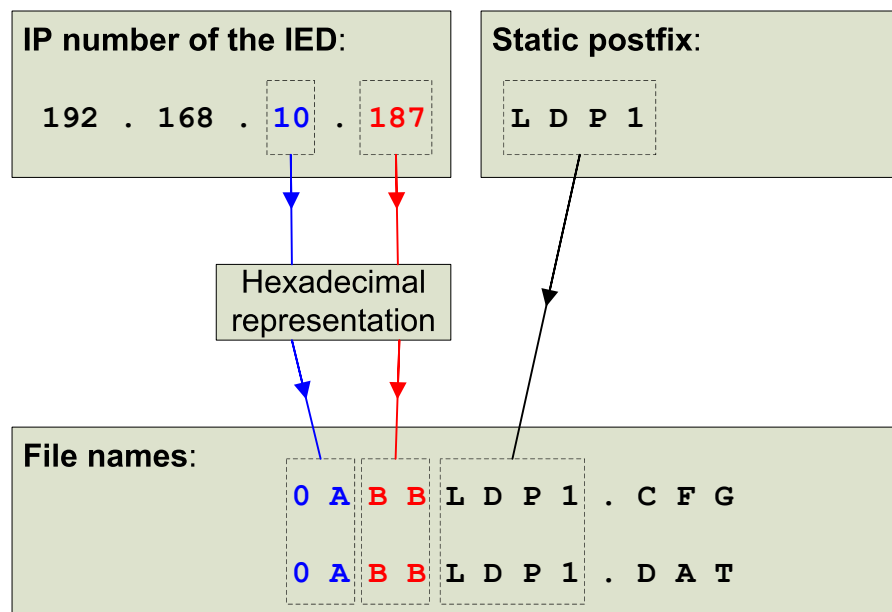 IP number of the IED:
192 . 168 . 10 . 187
Static postfix:
L D P 1
Hexadecimal
representation
File names:
0 A B B L D P 1 . C F G
0 A B B L D P 1 . D A T